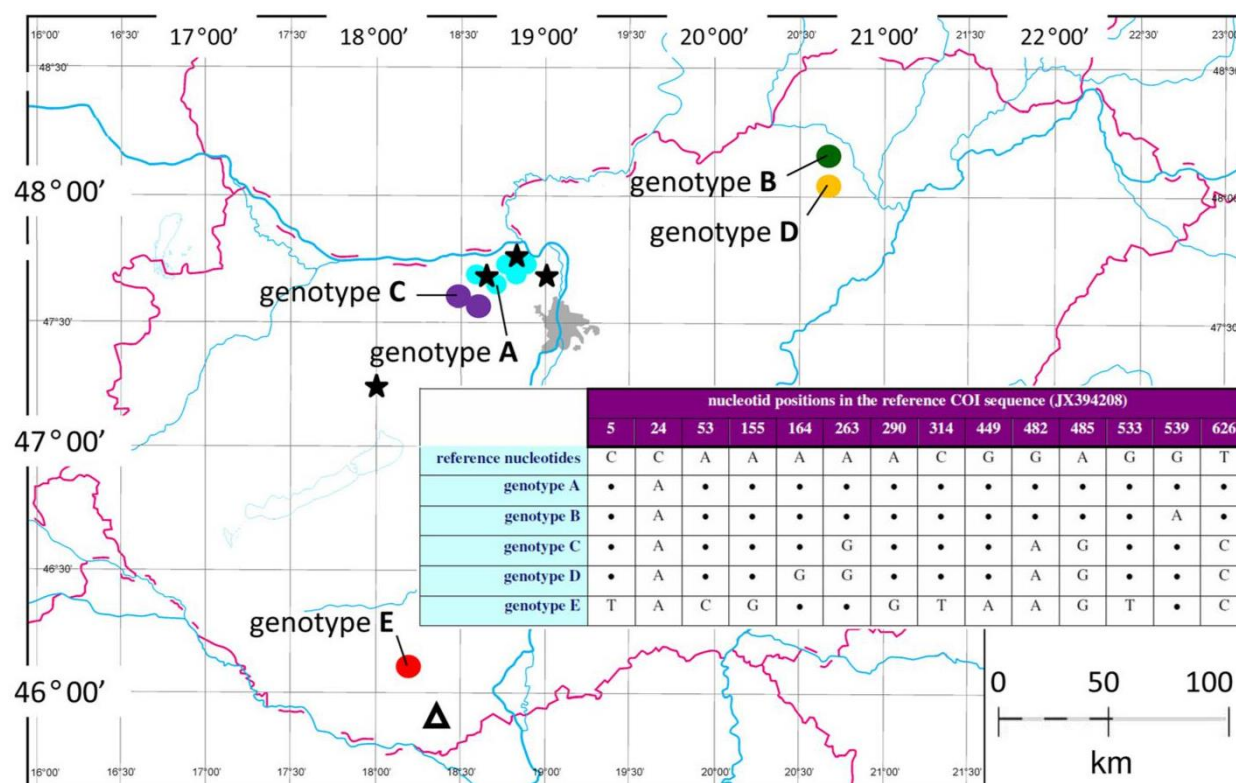 16°00' 16°30' 17°00' 17°30' 18°00' 18°30' 19°00' 19°30' 20°00' 20°30' 21°00' 21°30' 22°00' 22°30' 23°00'
48°30' 48°30'
48°00' 48°00'
genotype B
genotype D
genotype C
47°30' 47°30'
genotype A
47°00'
nucleotid positions in the reference COI sequence (JX394208)
5 24 53 155 164 263 290 314 449 482 485 533 539 626
reference nucleotides C C A A A A A C G G A G G T
genotype A • A • • • • • • • • • • • •
genotype B • A • • • • • • • • • • A •
genotype C • A • • • G • • • A G • • C
genotype D • A • • G G • • • A G • • C
genotype E T A C G • • G T A A G T • C
46°30'
genotype E
46°00'
0 50 100
km
16°00' 16°30' 17°00' 17°30' 18°00' 18°30' 19°00' 19°30' 20°00' 20°30' 21°00' 21°30'